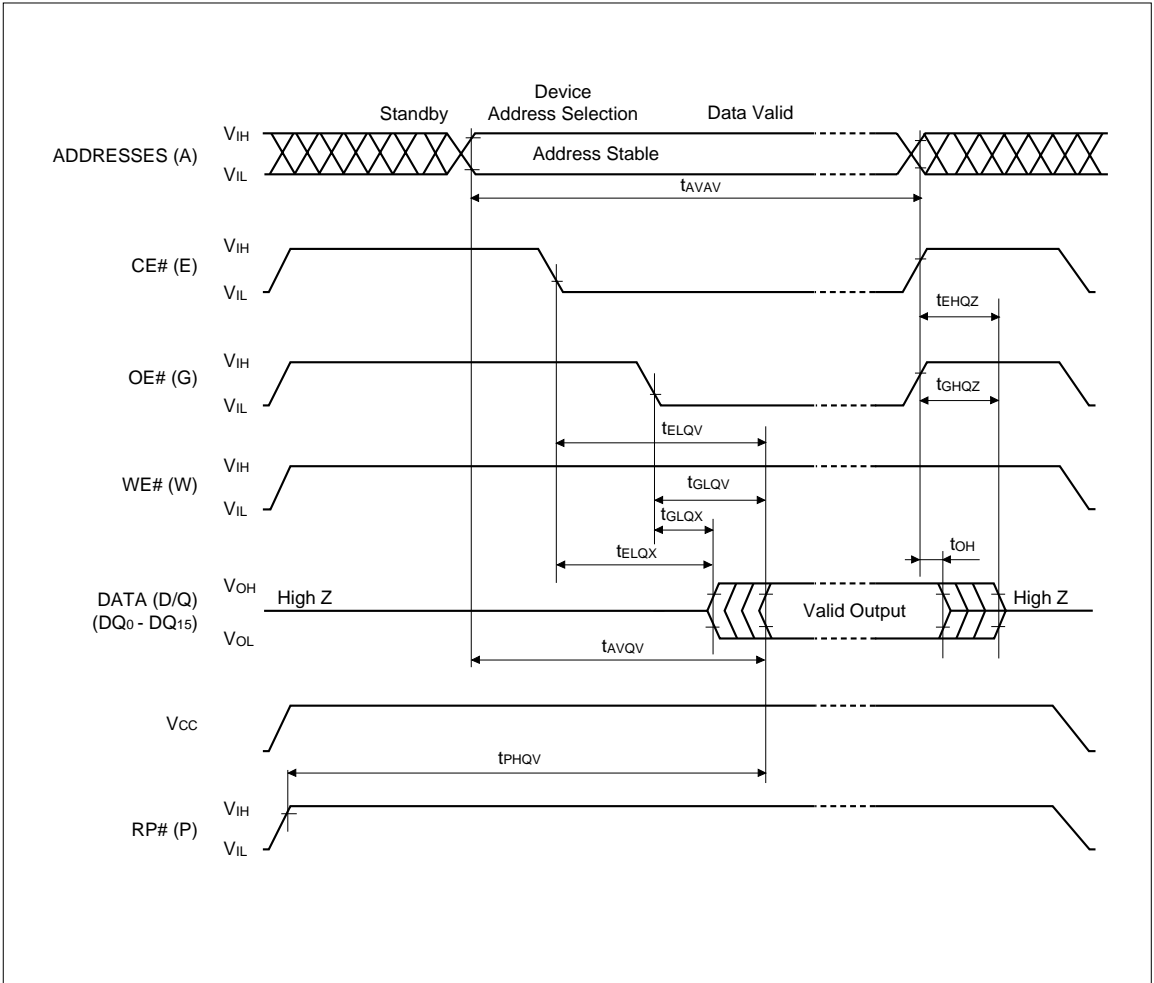 Device
Standby Address Selection Data Valid
VIH
ADDRESSES (A) Address Stable
VIL
tAVAV
VIH
CE# (E)
VIL
tEHQZ
VIH
OE# (G)
tGHQZ
VIL
tELQV
VIH
WE# (W)
tGLQV
VIL
tGLQX
tELQX
tOH
VOH
High Z Valid Output High Z
DATA (D/Q)
(DQ0 - DQ15)
VOL
tAVQV
VCC
tPHQV
VIH
RP# (P)
VIL